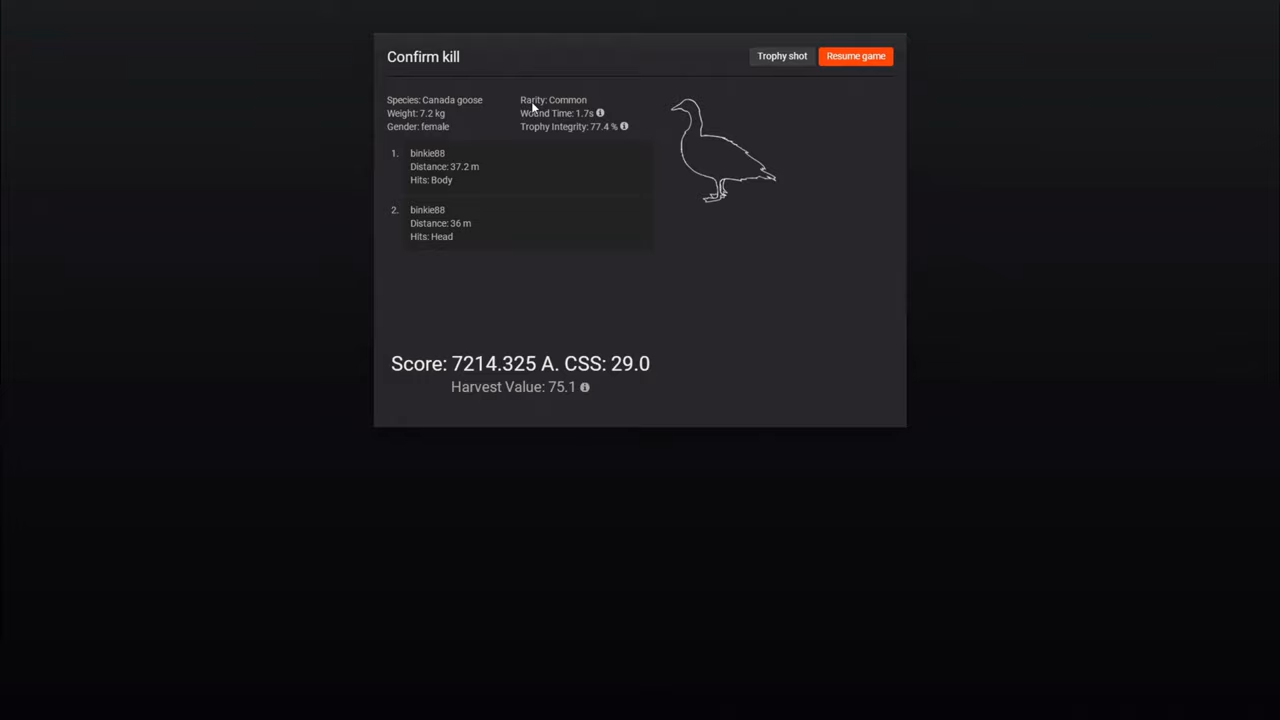 Confirm kill
Trophy shot
Resume game
Species: Canada goose
Weight: 7.2 kg
Gender: female
Rarity: Common
Wound Time: 1.7s
Trophy Integrity: 77.4 %
1. binkie88
Distance: 37.2 m
Hits: Body
2. binkie88
Distance: 36 m
Hits: Head
Score: 7214.325 A. CSS: 29.0
Harvest Value: 75.1